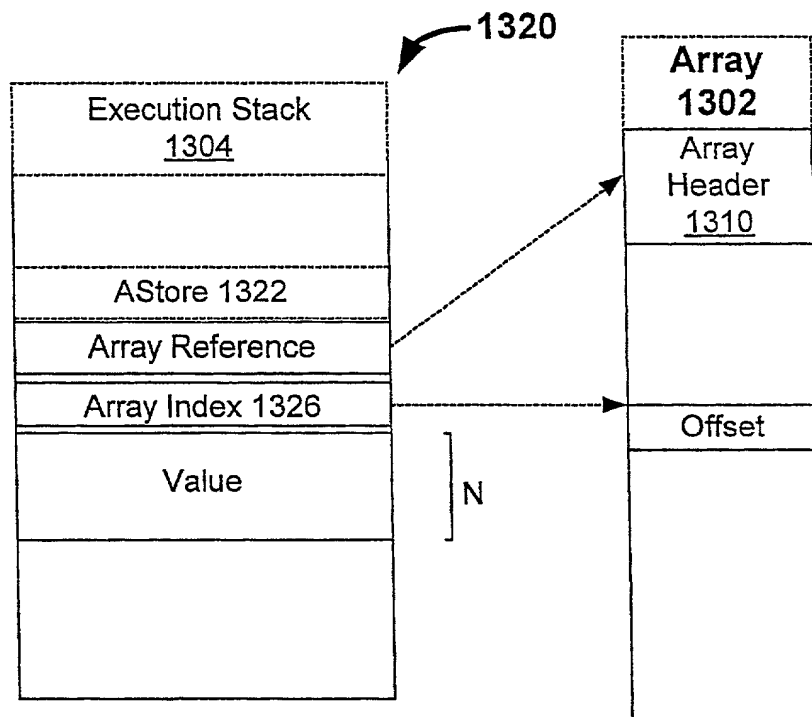 1320
Execution Stack
1304
AStore 1322
Array Reference
Array Index 1326
Value
N
Array
1302
Array
Header
1310
Offset